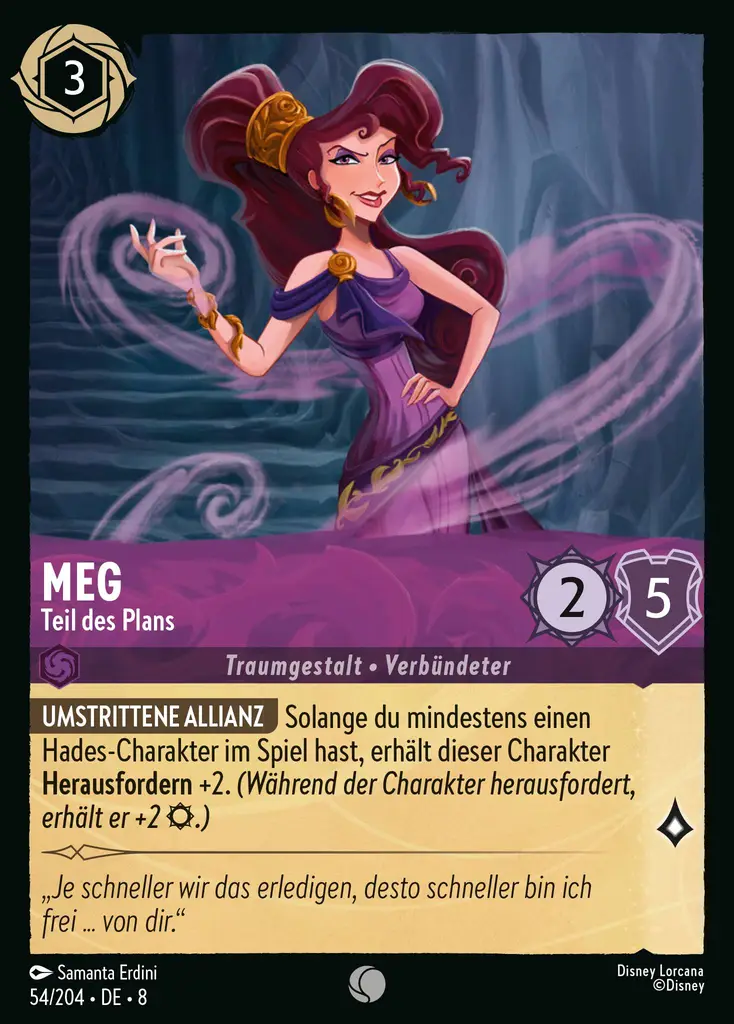 3
MEG
Teil des Plans
2
5
Traumgestalt • Verbündeter
UMSTRITTENE ALLIANZ Solange du mindestens einen
Hades-Charakter im Spiel hast, erhält dieser Charakter
Herausfordern +2. (Während der Charakter herausfordert,
erhält er +2 .)
„Je schneller wir das erledigen, desto schneller bin ich
frei ... von dir.“
Samanta Erdini
54/204 • DE • 8
Disney Lorcana
©Disney